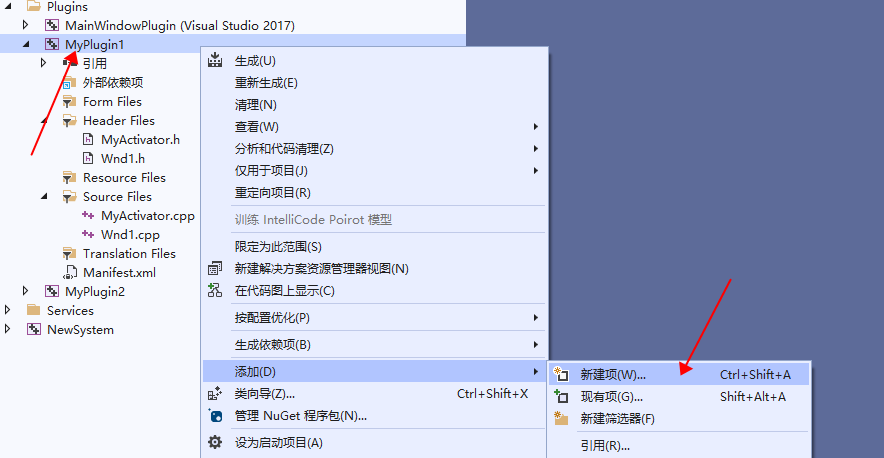 Plugins
MainWindowPlugin (Visual Studio 2017)
MyPlugin1
引用
外部依赖项
Form Files
Header Files
MyActivator.h
Wnd1.h
Resource Files
Source Files
MyActivator.cpp
Wnd1.cpp
Translation Files
Manifest.xml
MyPlugin2
Services
NewSystem
生成(U)
重新生成(E)
清理(N)
查看(W)
分析和代码清理(Z)
仅用于项目(J)
重定向项目(R)
训练 IntelliCode Poirot 模型
限定为此范围(S)
新建解决方案资源管理器视图(N)
在代码图上显示(C)
按配置优化(P)
生成依赖项(B)
添加(D)
类向导(Z)... Ctrl+Shift+X
管理 NuGet 程序包(N)...
设为启动项目(A)
新建项(W)... Ctrl+Shift+A
现有项(G)... Shift+Alt+A
新建筛选器(F)
引用(R)...